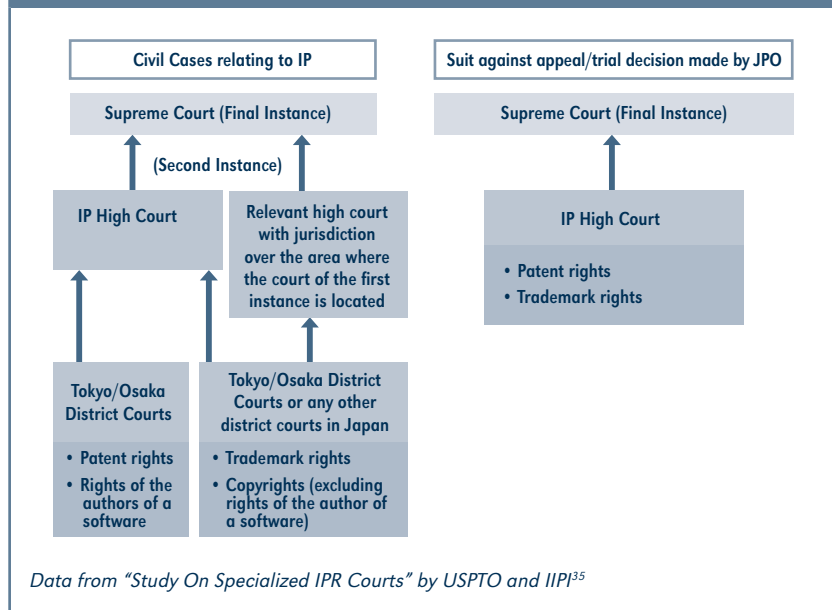 Civil Cases relating to IP
Suit against appeal/trial decision made by JPO
Supreme Court (Final Instance)
Supreme Court (Final Instance)
(Second Instance)
IP High Court
Relevant high court
with jurisdiction
over the area where
the court of the first
instance is located
IP High Court
• Patent rights
• Trademark rights
Tokyo/Osaka
District Courts
• Patent rights
• Rights of the
authors of a
software
Tokyo/Osaka District
Courts or any other
district courts in Japan
• Trademark rights
• Copyrights (excluding
rights of the author of
a software)
Data from “Study On Specialized IPR Courts” by USPTO and IIPI³⁵